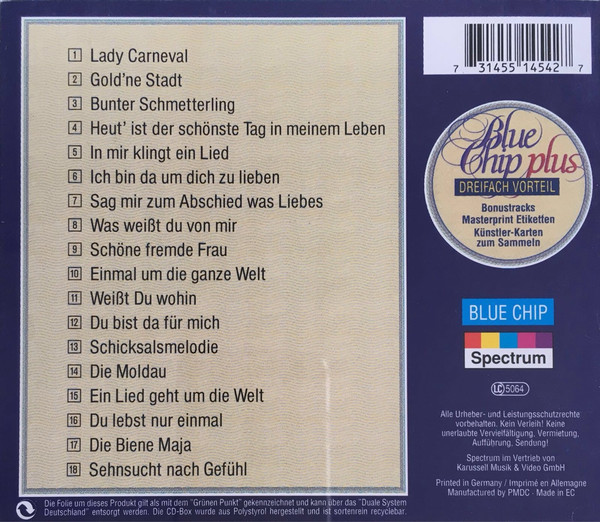 1 Lady Carneval
2 Gold'ne Stadt
3 Bunter Schmetterling
4 Heut' ist der schönste Tag in meinem Leben
5 In mir klingt ein Lied
6 Ich bin da um dich zu lieben
7 Sag mir zum Abschied was Liebes
8 Was weißt du von mir
9 Schöne fremde Frau
10 Einmal um die ganze Welt
11 Weißt Du wohin
12 Du bist da für mich
13 Schicksalsmelodie
14 Die Moldau
15 Ein Lied geht um die Welt
16 Du lebst nur einmal
17 Die Biene Maja
18 Sehnsucht nach Gefühl
7 31455 14542 7
Blue
Chip plus
DREIFACH VORTEIL
Bonustracks
Masterprint Etiketten
Künstler-Karten
zum Sammeln
BLUE CHIP
Spectrum
LC 5064
Alle Urheber- und Leistungsschutzrechte
vorbehalten. Kein Verleih! Keine
unerlaubte Vervielfältigung, Vermietung,
Aufführung, Sendung!
Spectrum im Vertrieb von
Karussell Musik & Video GmbH
Printed in Germany / Imprimé en Allemagne
Manufactured by PMDC · Made in EC
Die Folie um dieses Produkt gilt als mit dem "Grünen Punkt" gekennzeichnet und kann über das "Duale System
Deutschland" entsorgt werden. Die CD-Box wurde aus Polystyrol hergestellt und ist sortenrein recyclebar.